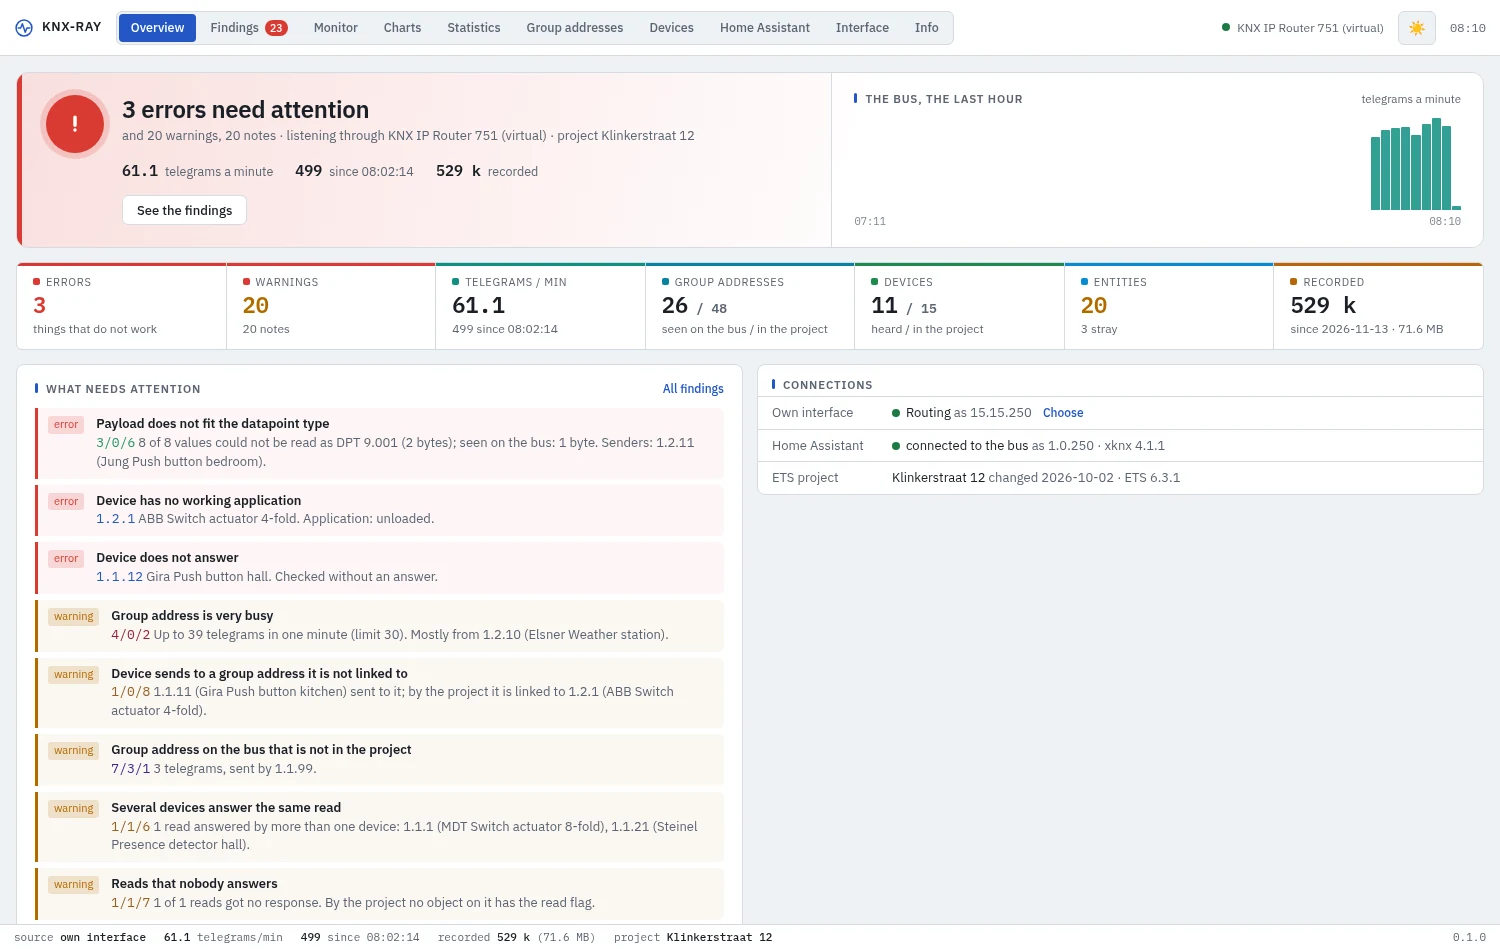 KNX-RAY
Overview
Findings 23
Monitor
Charts
Statistics
Group addresses
Devices
Home Assistant
Interface
Info
KNX IP Router 751 (virtual)
08:10
3 errors need attention
and 20 warnings, 20 notes · listening through KNX IP Router 751 (virtual) · project Klinkerstraat 12
61.1 telegrams a minute 499 since 08:02:14 529 k recorded
See the findings
THE BUS, THE LAST HOUR
telegrams a minute
07:11
08:10
ERRORS
3
things that do not work
WARNINGS
20
20 notes
TELEGRAMS / MIN
61.1
499 since 08:02:14
GROUP ADDRESSES
26 / 48
seen on the bus / in the project
DEVICES
11 / 15
heard / in the project
ENTITIES
20
3 stray
RECORDED
529 k
since 2026-11-13 · 71.6 MB
WHAT NEEDS ATTENTION
All findings
error
Payload does not fit the datapoint type
3/0/6 8 of 8 values could not be read as DPT 9.001 (2 bytes); seen on the bus: 1 byte. Senders: 1.2.11
(Jung Push button bedroom).
error
Device has no working application
1.2.1 ABB Switch actuator 4-fold. Application: unloaded.
error
Device does not answer
1.1.12 Gira Push button hall. Checked without an answer.
warning
Group address is very busy
4/0/2 Up to 39 telegrams in one minute (limit 30). Mostly from 1.2.10 (Elsner Weather station).
warning
Device sends to a group address it is not linked to
1/0/8 1.1.11 (Gira Push button kitchen) sent to it; by the project it is linked to 1.2.1 (ABB Switch
actuator 4-fold).
warning
Group address on the bus that is not in the project
7/3/1 3 telegrams, sent by 1.1.99.
warning
Several devices answer the same read
1/1/6 1 read answered by more than one device: 1.1.1 (MDT Switch actuator 8-fold), 1.1.21 (Steinel
Presence detector hall).
warning
Reads that nobody answers
1/1/7 1 of 1 reads got no response. By the project no object on it has the read flag.
CONNECTIONS
Own interface Routing as 15.15.250 Choose
Home Assistant connected to the bus as 1.0.250 · xknx 4.1.1
ETS project Klinkerstraat 12 changed 2026-10-02 · ETS 6.3.1
source own interface 61.1 telegrams/min 499 since 08:02:14 recorded 529 k (71.6 MB) project Klinkerstraat 12
0.1.0